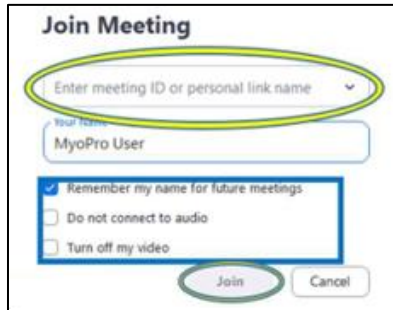 Join Meeting
Enter meeting ID or personal link name
Your Name
MyoPro User
Remember my name for future meetings
Do not connect to audio
Turn off my video
Join Cancel